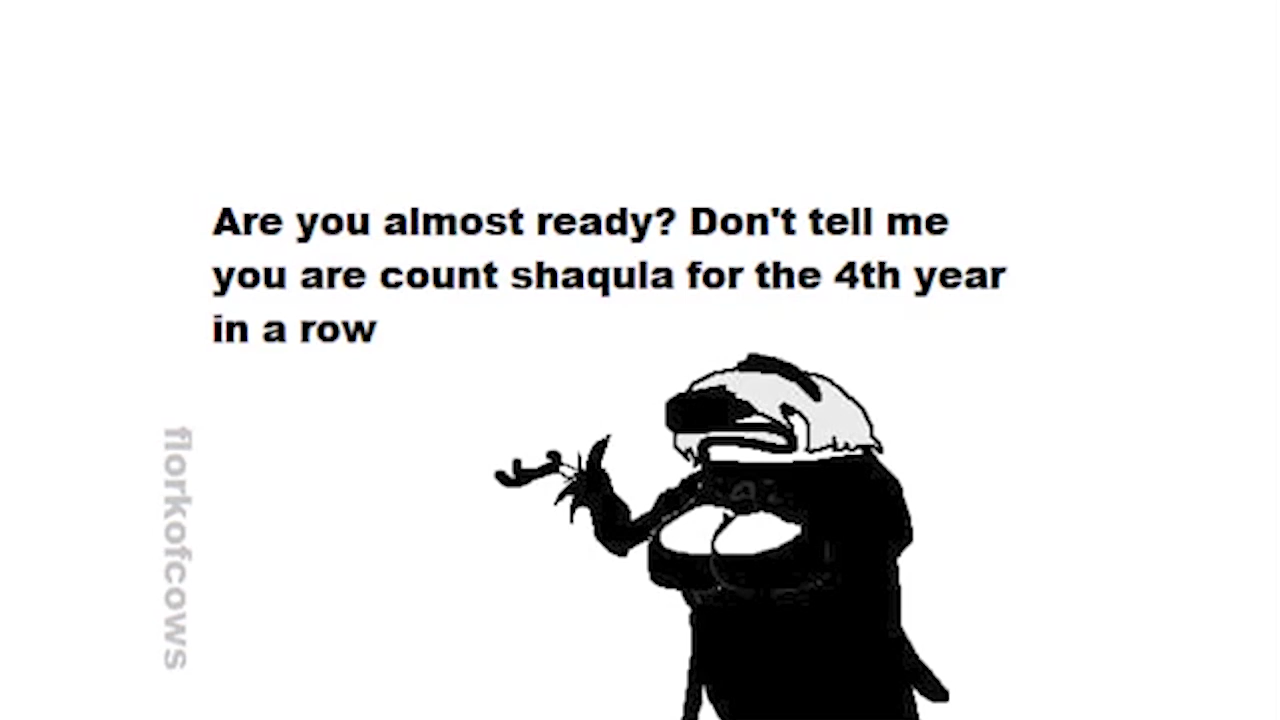 Are you almost ready? Don't tell me
you are count shaqula for the 4th year
in a row
florkofcows